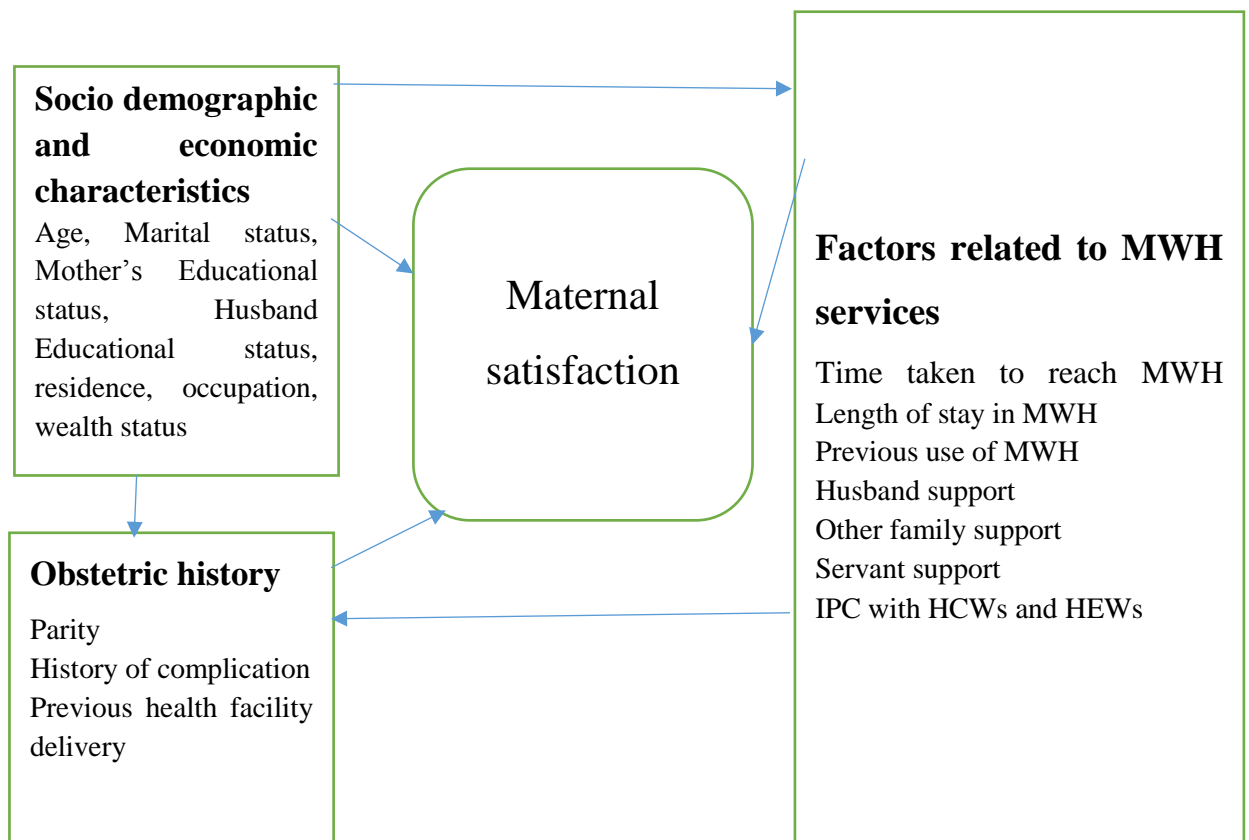 Socio demographic
and economic
characteristics
Age, Marital status,
Mother’s Educational
status, Husband
Educational status,
residence, occupation,
wealth status
Maternal
satisfaction
Factors related to MWH
services
Time taken to reach MWH
Length of stay in MWH
Previous use of MWH
Husband support
Other family support
Servant support
IPC with HCWs and HEWs
Obstetric history
Parity
History of complication
Previous health facility
delivery